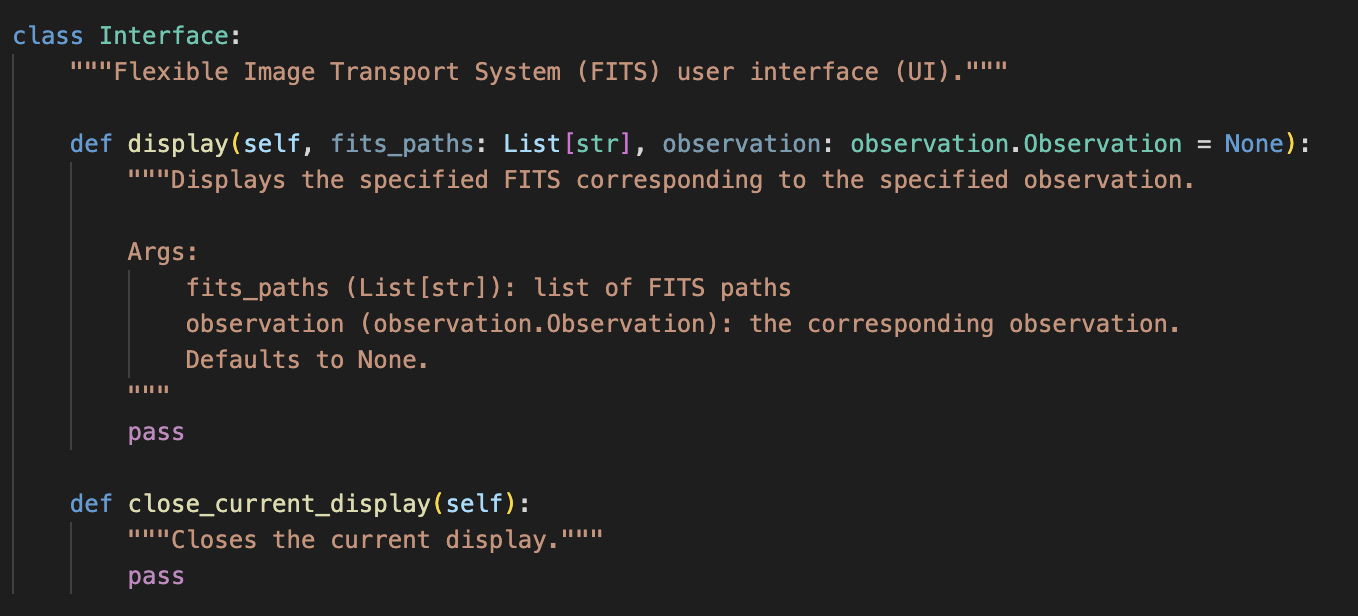 class Interface:
    """Flexible Image Transport System (FITS) user interface (UI)."""

    def display(self, fits_paths: List[str], observation: observation.Observation = None):
        """Displays the specified FITS corresponding to the specified observation.

        Args:
            fits_paths (List[str]): list of FITS paths
            observation (observation.Observation): the corresponding observation.
            Defaults to None.
        """
        pass

    def close_current_display(self):
        """Closes the current display."""
        pass